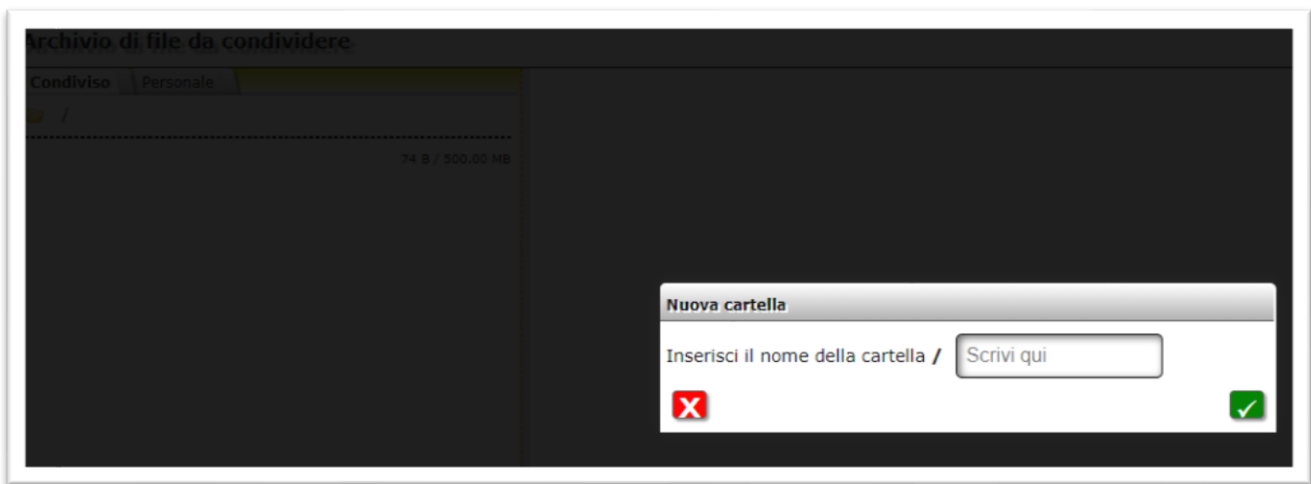 Archivio di file da condividere
Condiviso Personale
/
74 B / 500.00 MB
Nuova cartella
Inserisci il nome della cartella / Scrivi qui
X